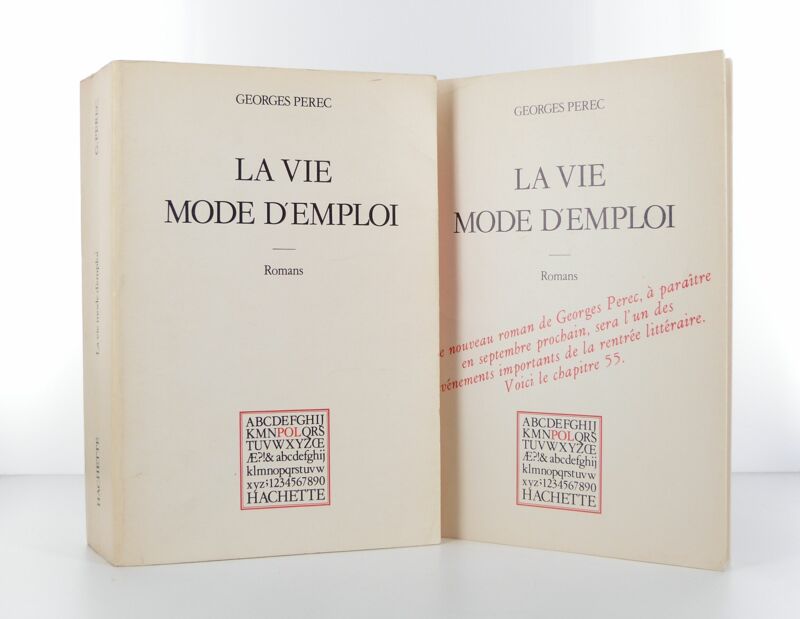 G. PEREC
La vie mode d'emploi
HACHETTE
GEORGES PEREC
LA VIE
MODE D'EMPLOI
Romans
ABCDEFGHIJ
KMNPOLQRS
TUVWXYZŒ
Æ?!& abcdefghij
klmnopqrstuvw
xyz;1234567890
HACHETTE
GEORGES PEREC
LA VIE
MODE D'EMPLOI
Romans
nouveau roman de Georges Perec, à paraître
en septembre prochain, sera l'un des
importants de la rentrée littéraire.
Voici le chapitre 55.
ABCDEFGHIJ
KMNPOLQRS
TUVWXYZŒ
Æ?!& abcdefghij
klmnopqrstuvw
xyz;1234567890
HACHETTE